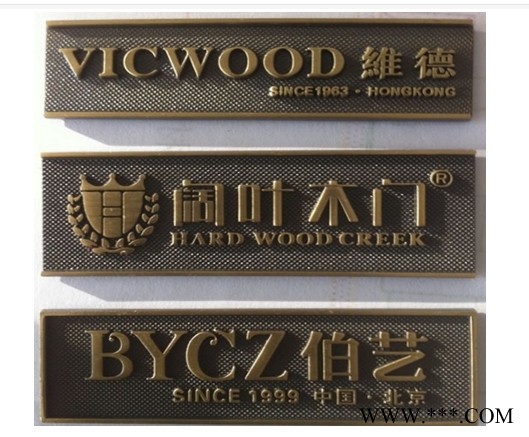 VICWOOD 維德
SINCE1963·HONGKONG
阔叶木门®
HARD WOOD CREEK
BYCZ 伯艺
SINCE 1999 中国·北京
WWW.***.COM